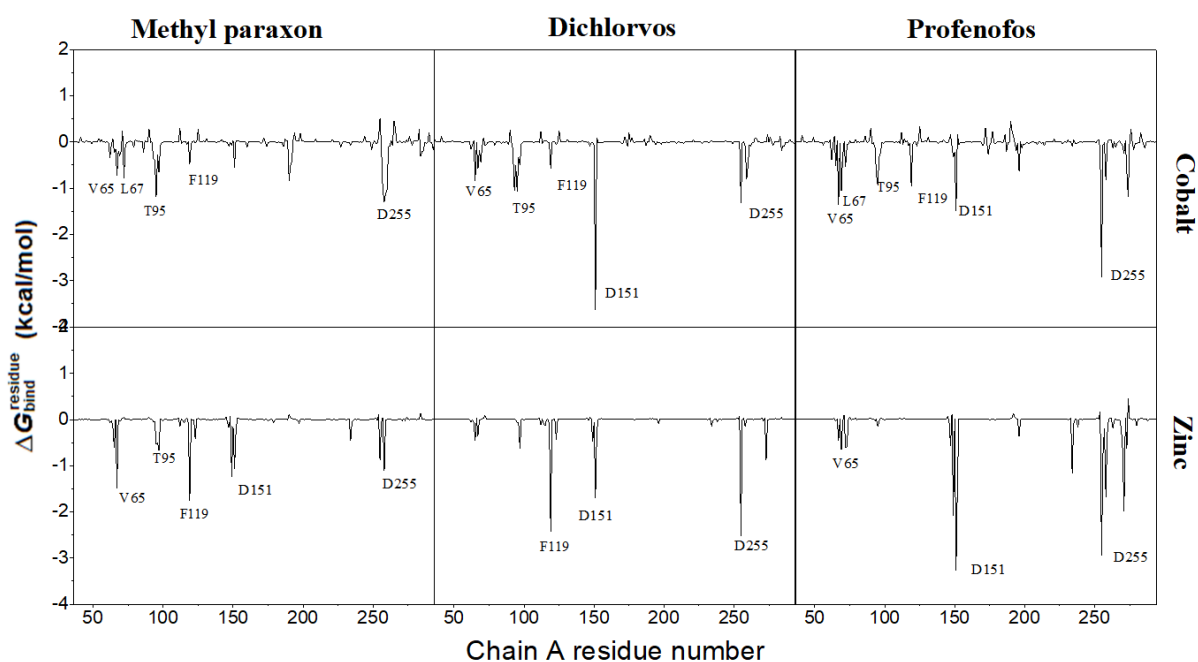 Methyl paraxon Dichlorvos Profenofos
2
1
0
-1
-2
-3
-4
2
1
0
-1
-2
-3
-4
ΔG residue bind (kcal/mol)
V65 L67 T95 F119 D255
V65 T95 F119 D151 D255
V65 L67 T95 F119 D151 D255
Cobalt
V65 T95 F119 D151 D255
F119 D151 D255
V65 D151 D255
Zinc
50 100 150 200 250 50 100 150 200 250 50 100 150 200 250
Chain A residue number